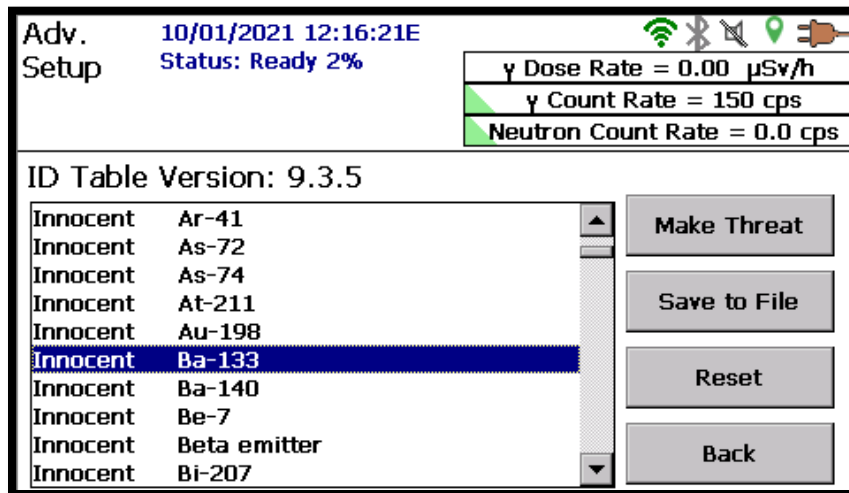 Adv. Setup
10/01/2021 12:16:21E
Status: Ready 2%
γ Dose Rate = 0.00 µSv/h
γ Count Rate = 150 cps
Neutron Count Rate = 0.0 cps
ID Table Version: 9.3.5
Innocent Ar-41
Innocent As-72
Innocent As-74
Innocent At-211
Innocent Au-198
Innocent Ba-133
Innocent Ba-140
Innocent Be-7
Innocent Beta emitter
Innocent Bi-207
Make Threat
Save to File
Reset
Back